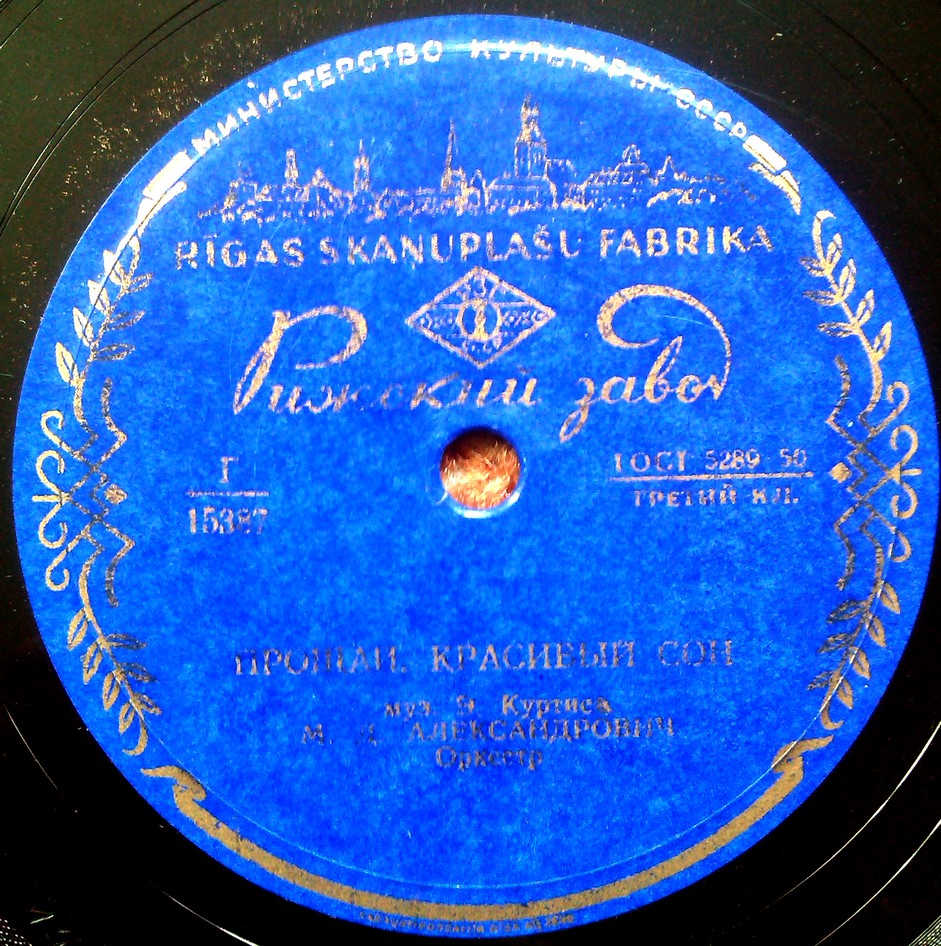 МИНИСТЕРСТВО КУЛЬТУРЫ СССР
RĪGAS SKAŅUPLAŠU FABRIKA
Рижский завод
Г
15387
ГОСТ 5289-50
ТРЕТИЙ КЛ.
ПРОЩАЙ, КРАСИВЫЙ СОН
муз. Э. Куртиса
М. Д. АЛЕКСАНДРОВИЧ
Оркестр